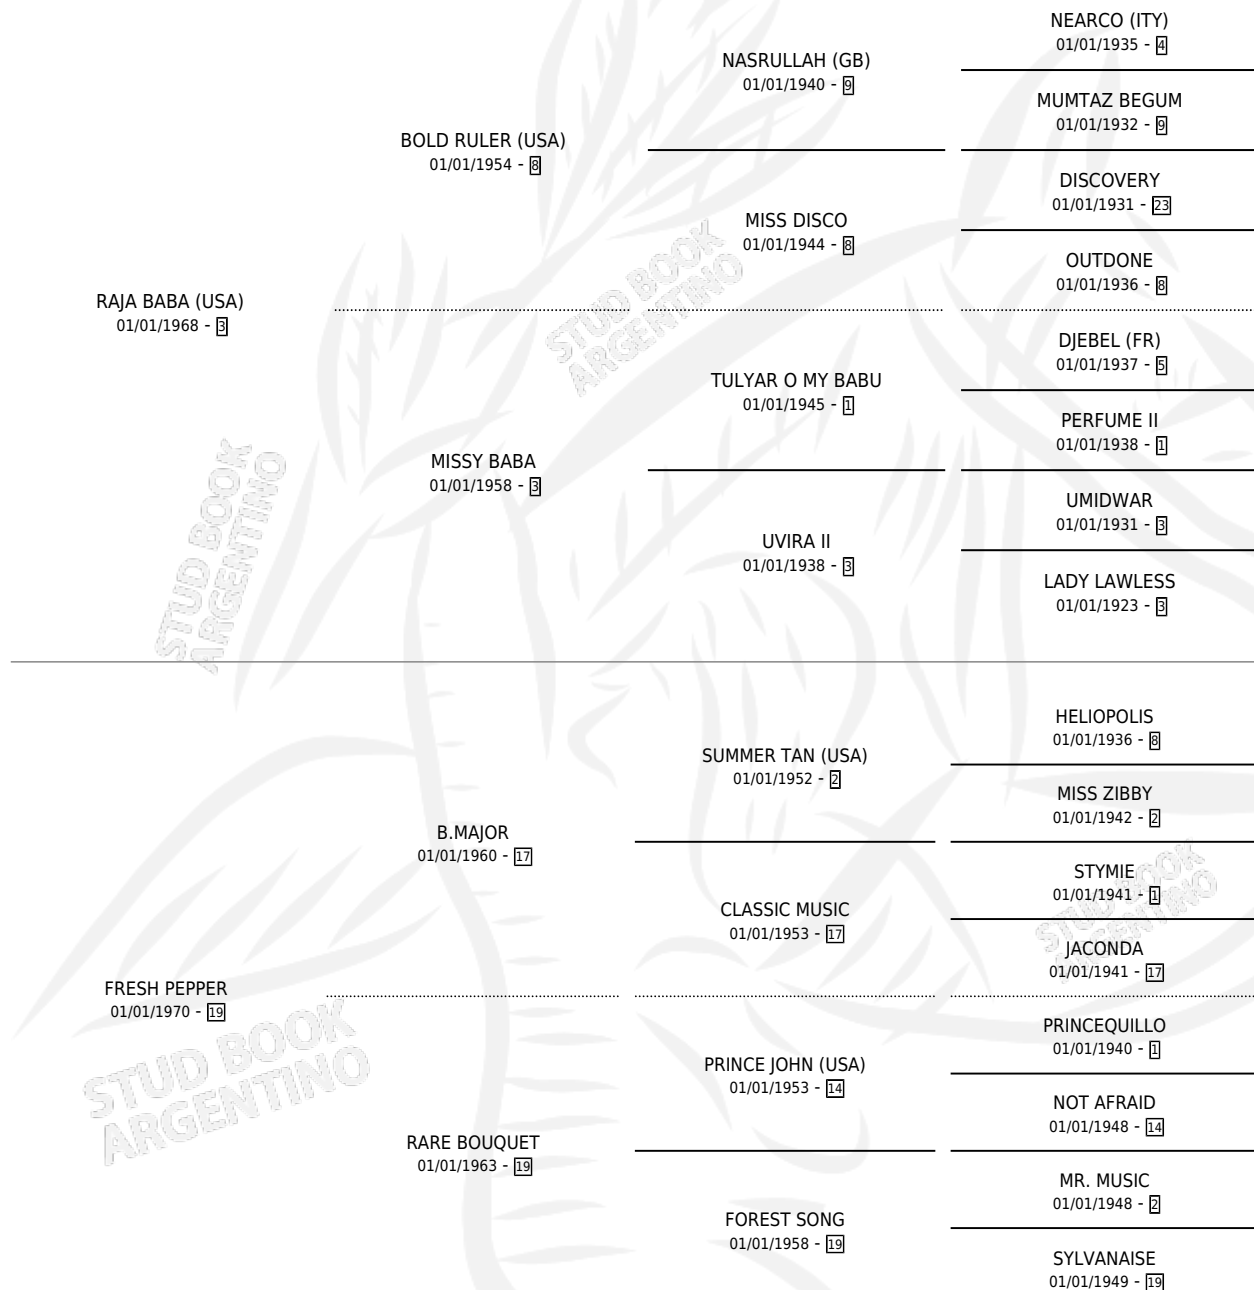 NEARCO (ITY)
01/01/1935 - 4
NASRULLAH (GB)
01/01/1940 - 9
MUMTAZ BEGUM
01/01/1932 - 9
BOLD RULER (USA)
01/01/1954 - 8
DISCOVERY
01/01/1931 - 23
MISS DISCO
01/01/1944 - 8
OUTDONE
01/01/1936 - 8
RAJA BABA (USA)
01/01/1968 - 3
DJEBEL (FR)
01/01/1937 - 5
TULYAR O MY BABU
01/01/1945 - 1
PERFUME II
01/01/1938 - 1
MISSY BABA
01/01/1958 - 3
UMIDWAR
01/01/1931 - 3
UVIRA II
01/01/1938 - 3
LADY LAWLESS
01/01/1923 - 3
HELIOPOLIS
01/01/1936 - 8
SUMMER TAN (USA)
01/01/1952 - 2
MISS ZIBBY
01/01/1942 - 2
B.MAJOR
01/01/1960 - 17
STYMIE
01/01/1941 - 1
CLASSIC MUSIC
01/01/1953 - 17
JACONDA
01/01/1941 - 17
FRESH PEPPER
01/01/1970 - 19
PRINCEQUILLO
01/01/1940 - 1
PRINCE JOHN (USA)
01/01/1953 - 14
NOT AFRAID
01/01/1948 - 14
RARE BOUQUET
01/01/1963 - 19
MR. MUSIC
01/01/1948 - 2
FOREST SONG
01/01/1958 - 19
SYLVANAISE
01/01/1949 - 19
STUD BOOK
ARGENTINO
STUD BOOK
ARGENTINO
STUD BOOK
ARGENTINO
STUD BOOK
ARGENTINO